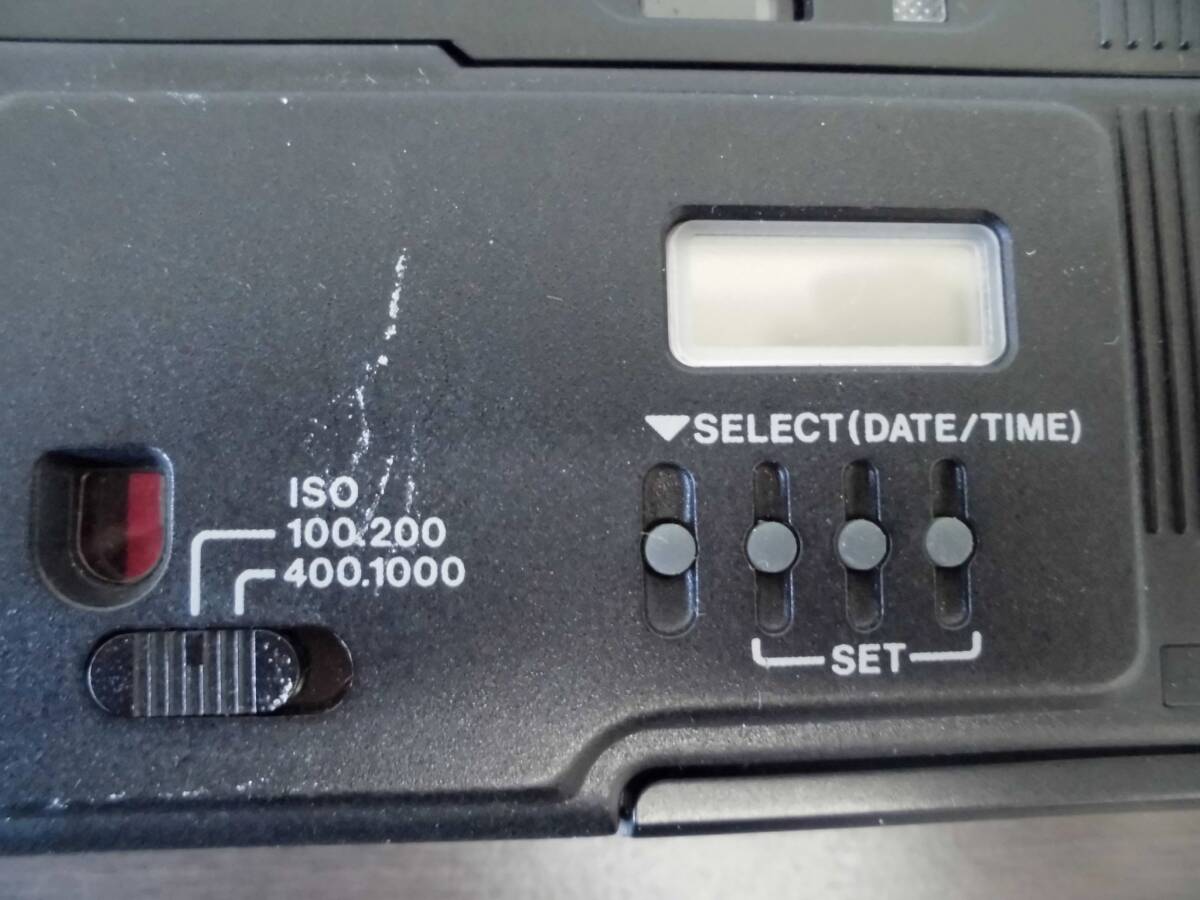 ▼SELECT(DATE/TIME)
ISO
100.200
400.1000
SET